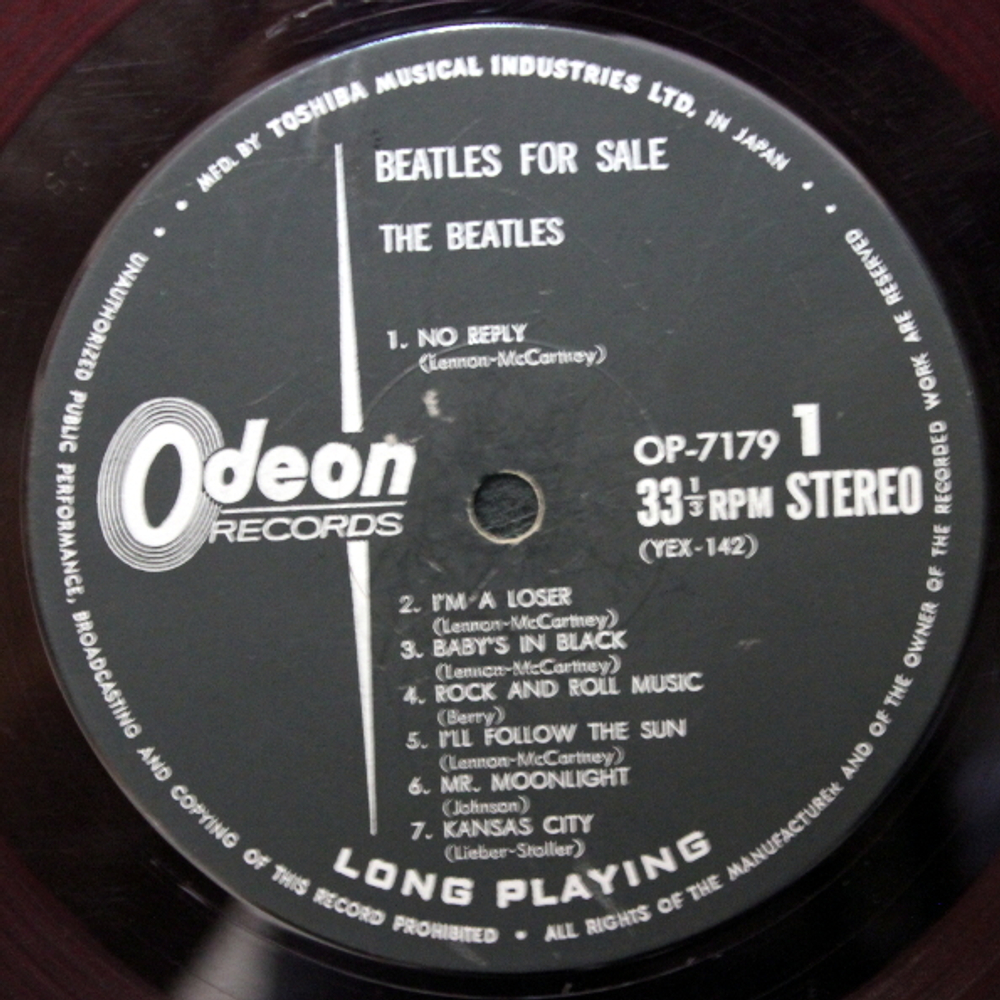 MFD. BY TOSHIBA MUSICAL INDUSTRIES LTD. IN JAPAN
BEATLES FOR SALE
THE BEATLES
1. NO REPLY
(Lennon-McCartney)
Odeon
RECORDS
OP-7179 1
33 1/3 RPM STEREO
(YEX-142)
2. I'M A LOSER
(Lennon-McCartney)
3. BABY'S IN BLACK
(Lennon-McCartney)
4. ROCK AND ROLL MUSIC
(Berry)
5. I'LL FOLLOW THE SUN
(Lennon-McCartney)
6. MR. MOONLIGHT
(Johnson)
7. KANSAS CITY
(Lieber-Stoller)
LONG PLAYING
UNAUTHORIZED PUBLIC PERFORMANCE, BROADCASTING AND COPYING OF THIS RECORD PROHIBITED • ALL RIGHTS OF THE MANUFACTURER AND OF THE OWNER OF THE RECORDED WORK ARE RESERVED